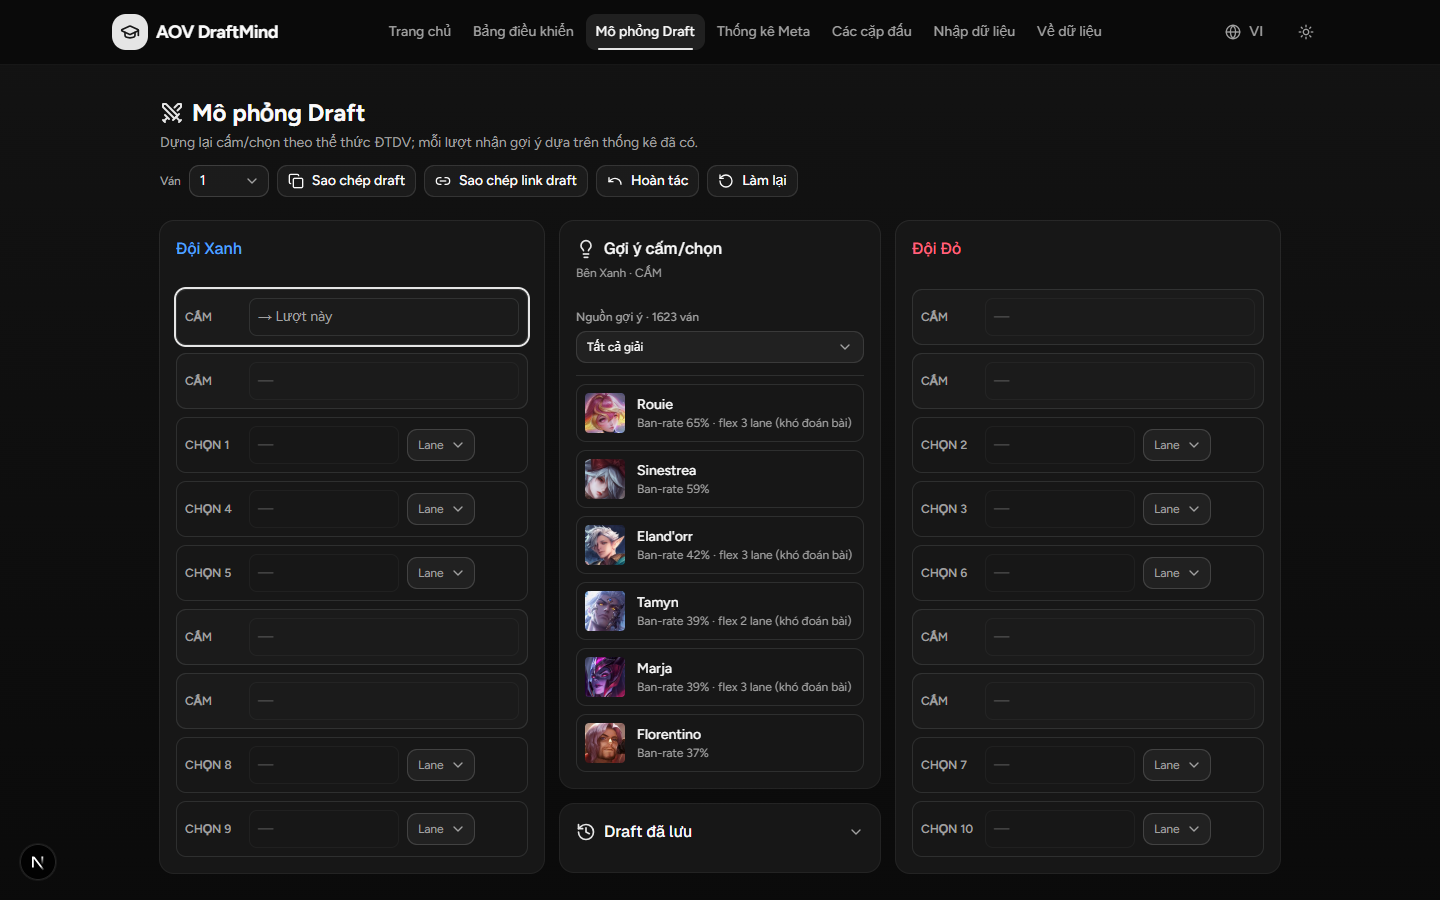 AOV DraftMind
Trang chủ
Bảng điều khiển
Mô phỏng Draft
Thống kê Meta
Các cặp đấu
Nhập dữ liệu
Về dữ liệu
VI
Mô phỏng Draft
Dựng lại cấm/chọn theo thể thức ĐTDV; mỗi lượt nhận gợi ý dựa trên thống kê đã có.
Ván
1
Sao chép draft
Sao chép link draft
Hoàn tác
Làm lại
Đội Xanh
CẤM
→ Lượt này
CẤM
—
CHỌN 1
—
Lane
CHỌN 4
—
Lane
CHỌN 5
—
Lane
CẤM
—
CẤM
—
CHỌN 8
—
Lane
CHỌN 9
—
Lane
Gợi ý cấm/chọn
Bên Xanh · CẤM
Nguồn gợi ý · 1623 ván
Tất cả giải
Rouie
Ban-rate 65% · flex 3 lane (khó đoán bài)
Sinestrea
Ban-rate 59%
Eland'orr
Ban-rate 42% · flex 3 lane (khó đoán bài)
Tamyn
Ban-rate 39% · flex 2 lane (khó đoán bài)
Marja
Ban-rate 39% · flex 3 lane (khó đoán bài)
Florentino
Ban-rate 37%
Draft đã lưu
Đội Đỏ
CẤM
—
CẤM
—
CHỌN 2
—
Lane
CHỌN 3
—
Lane
CHỌN 6
—
Lane
CẤM
—
CẤM
—
CHỌN 7
—
Lane
CHỌN 10
—
Lane
N